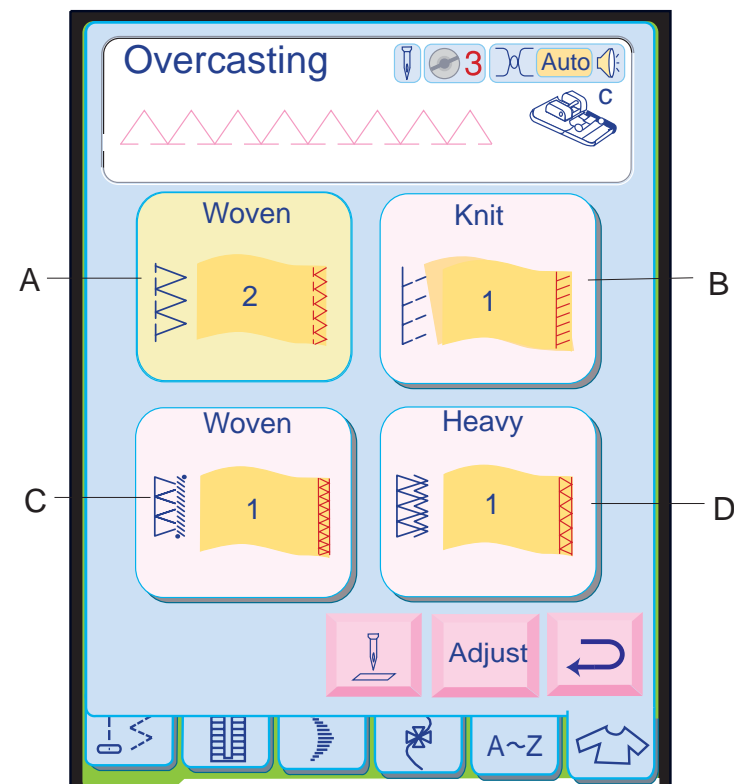 Overcasting 3 Auto
C
Woven Knit
A B
2 1
Woven Heavy
C D
1 1
Adjust
A~Z